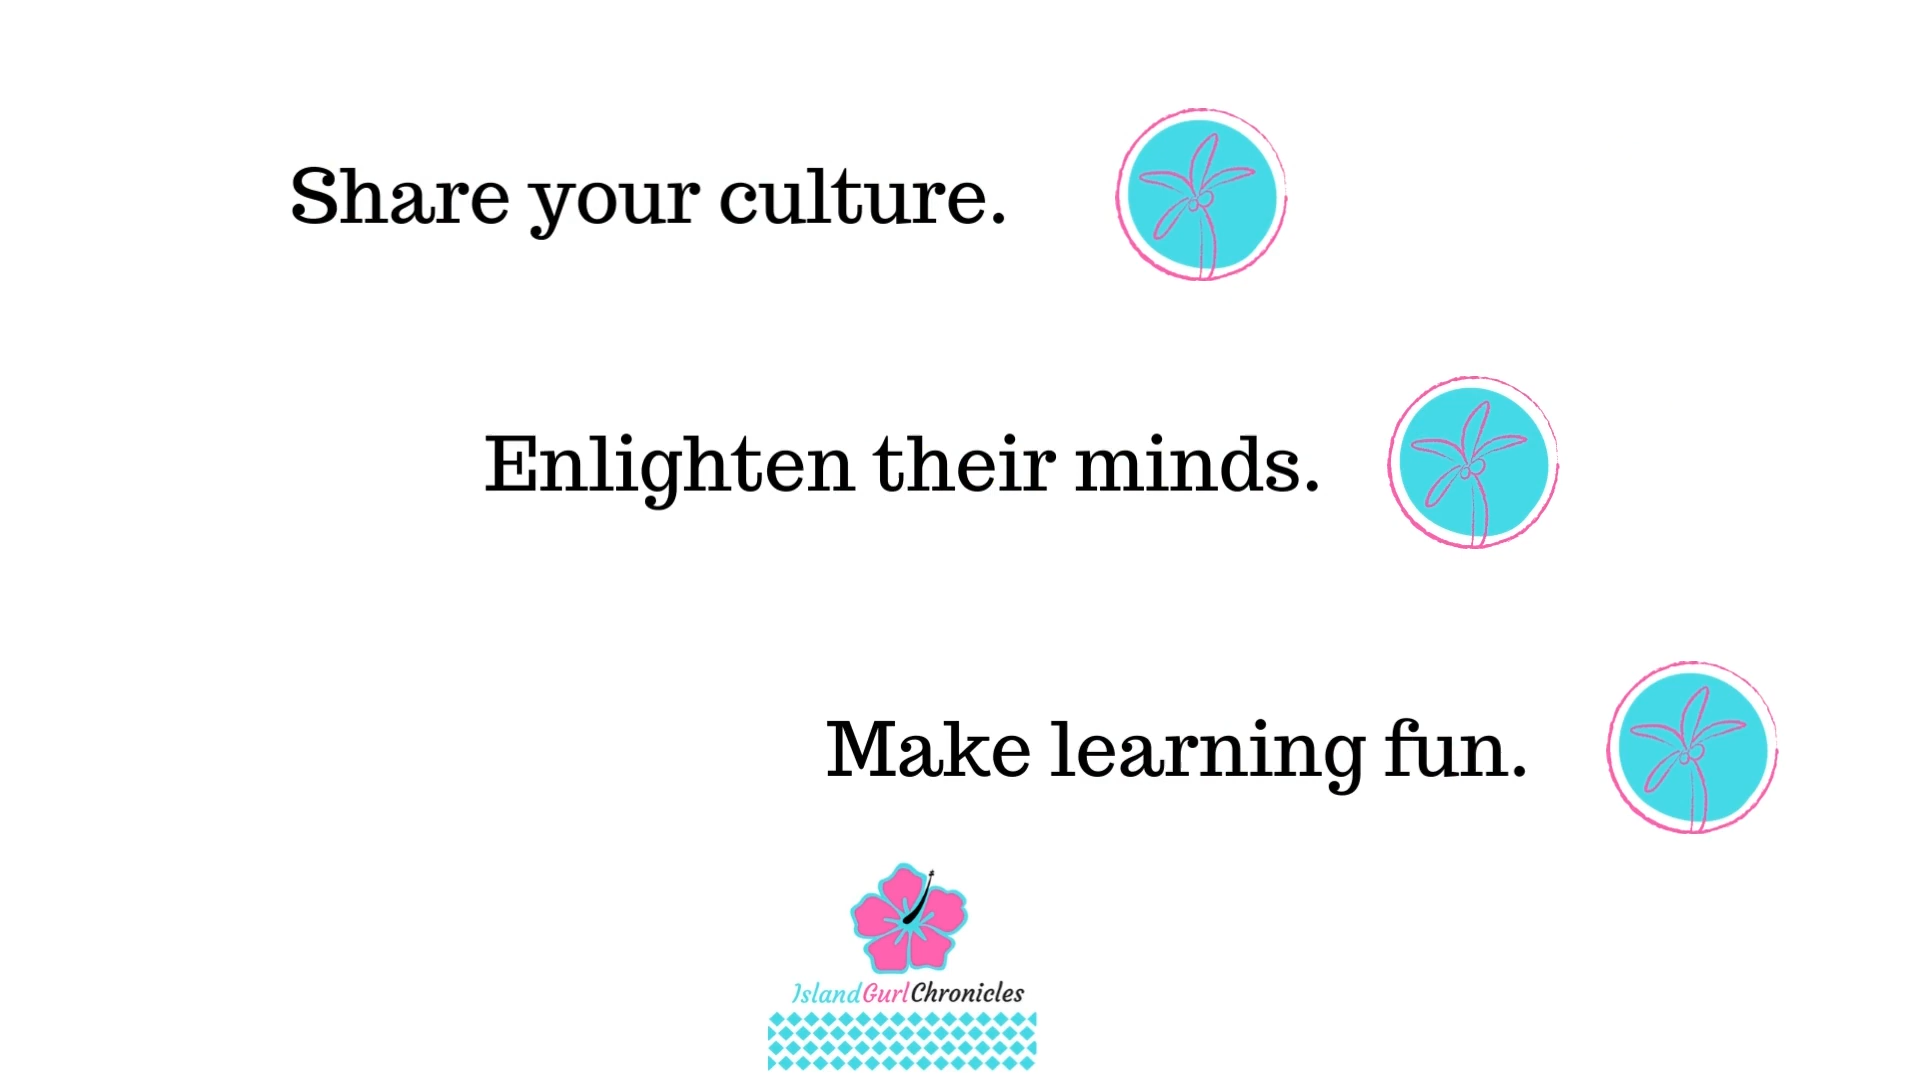 Share your culture.
Enlighten their minds.
Make learning fun.
IslandGurlChronicles